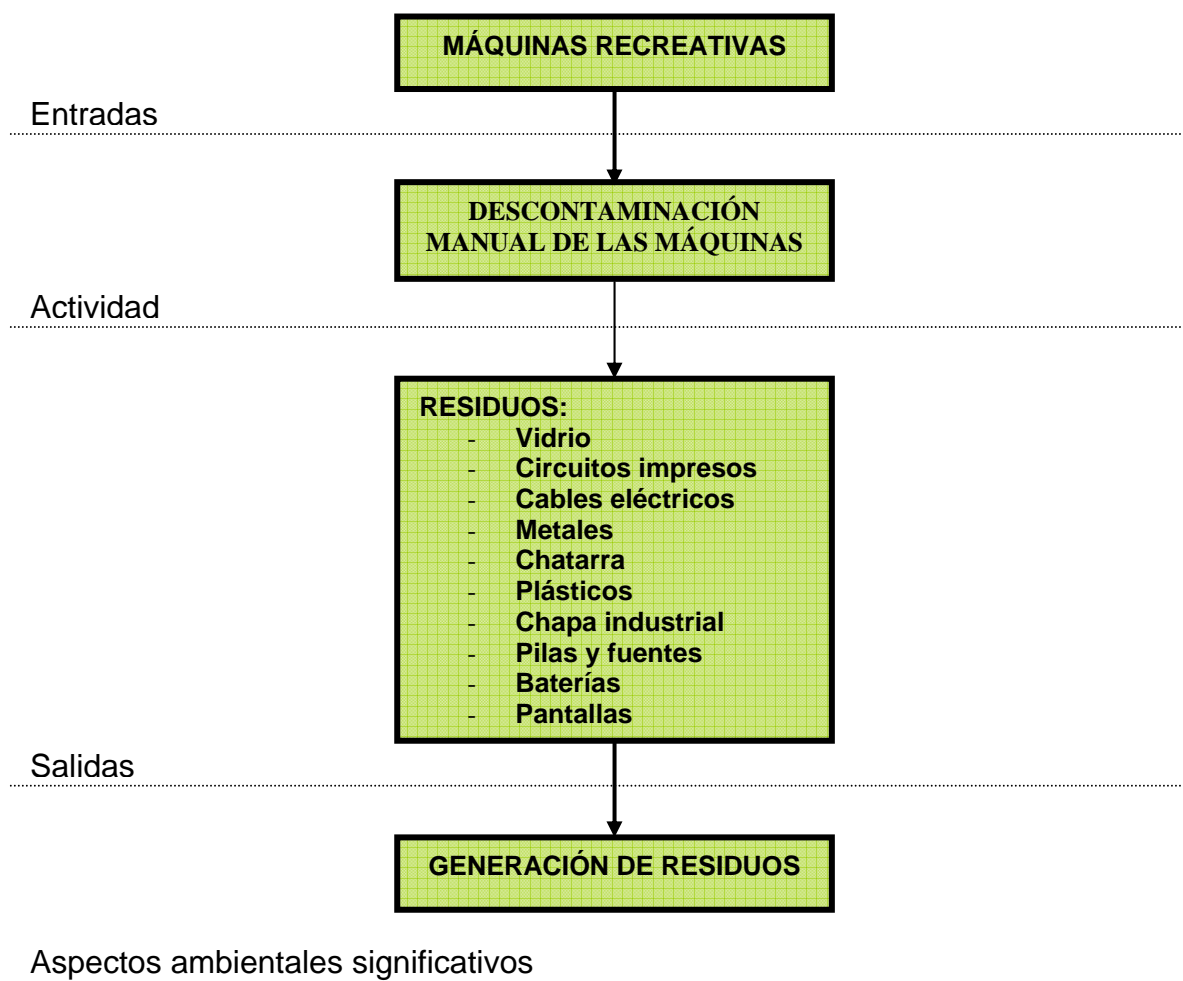 MÁQUINAS RECREATIVAS
Entradas
DESCONTAMINACIÓN
MANUAL DE LAS MÁQUINAS
Actividad
RESIDUOS:
- Vidrio
- Circuitos impresos
- Cables eléctricos
- Metales
- Chatarra
- Plásticos
- Chapa industrial
- Pilas y fuentes
- Baterías
- Pantallas
Salidas
GENERACIÓN DE RESIDUOS
Aspectos ambientales significativos